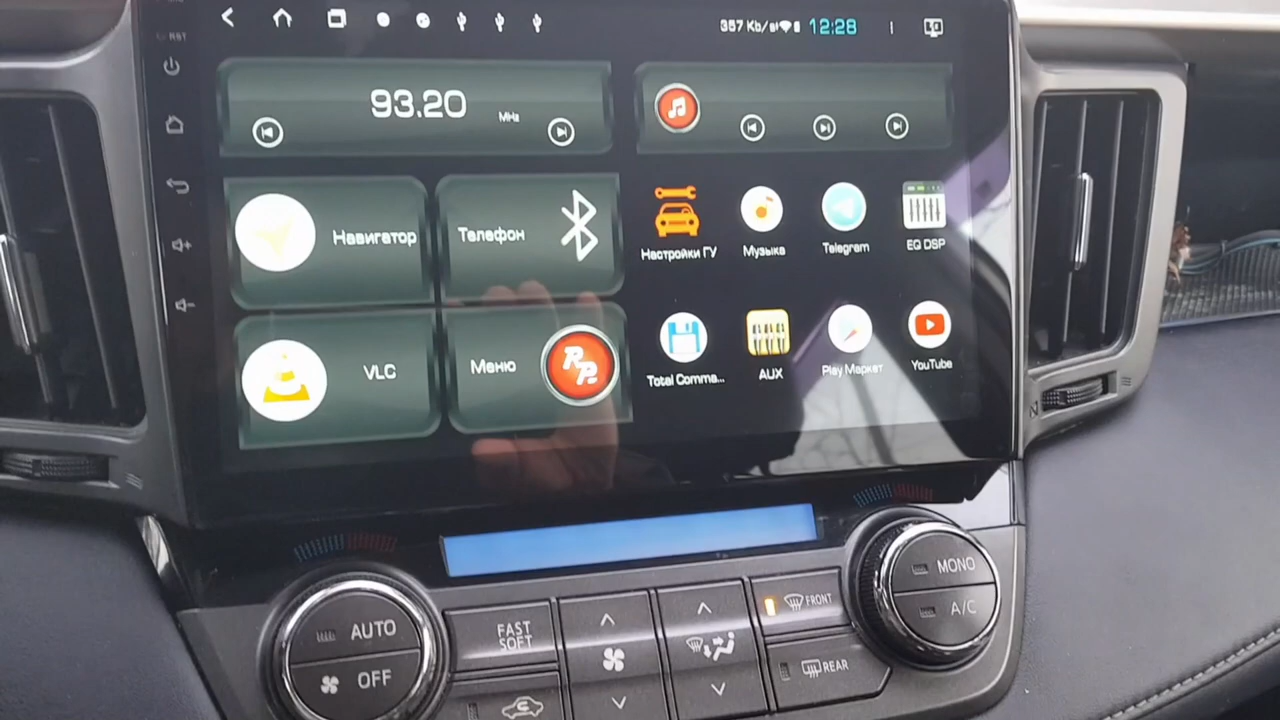 357 Kb/s
12:28
RST
93.20
MHz
Навигатор
Телефон
Настройки ГУ
Музыка
Telegram
EQ DSP
VLC
Меню
RP
Total Comma...
AUX
Play Маркет
YouTube
AUTO
OFF
FAST
SOFT
FRONT
REAR
MONO
A/C